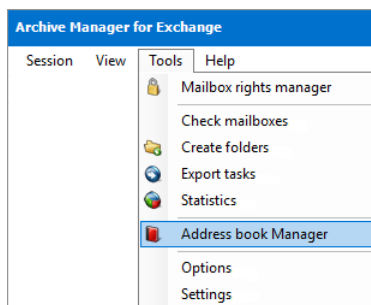 Archive Manager for Exchange
Session View Tools Help
Mailbox rights manager
Check mailboxes
Create folders
Export tasks
Statistics
Address book Manager
Options
Settings